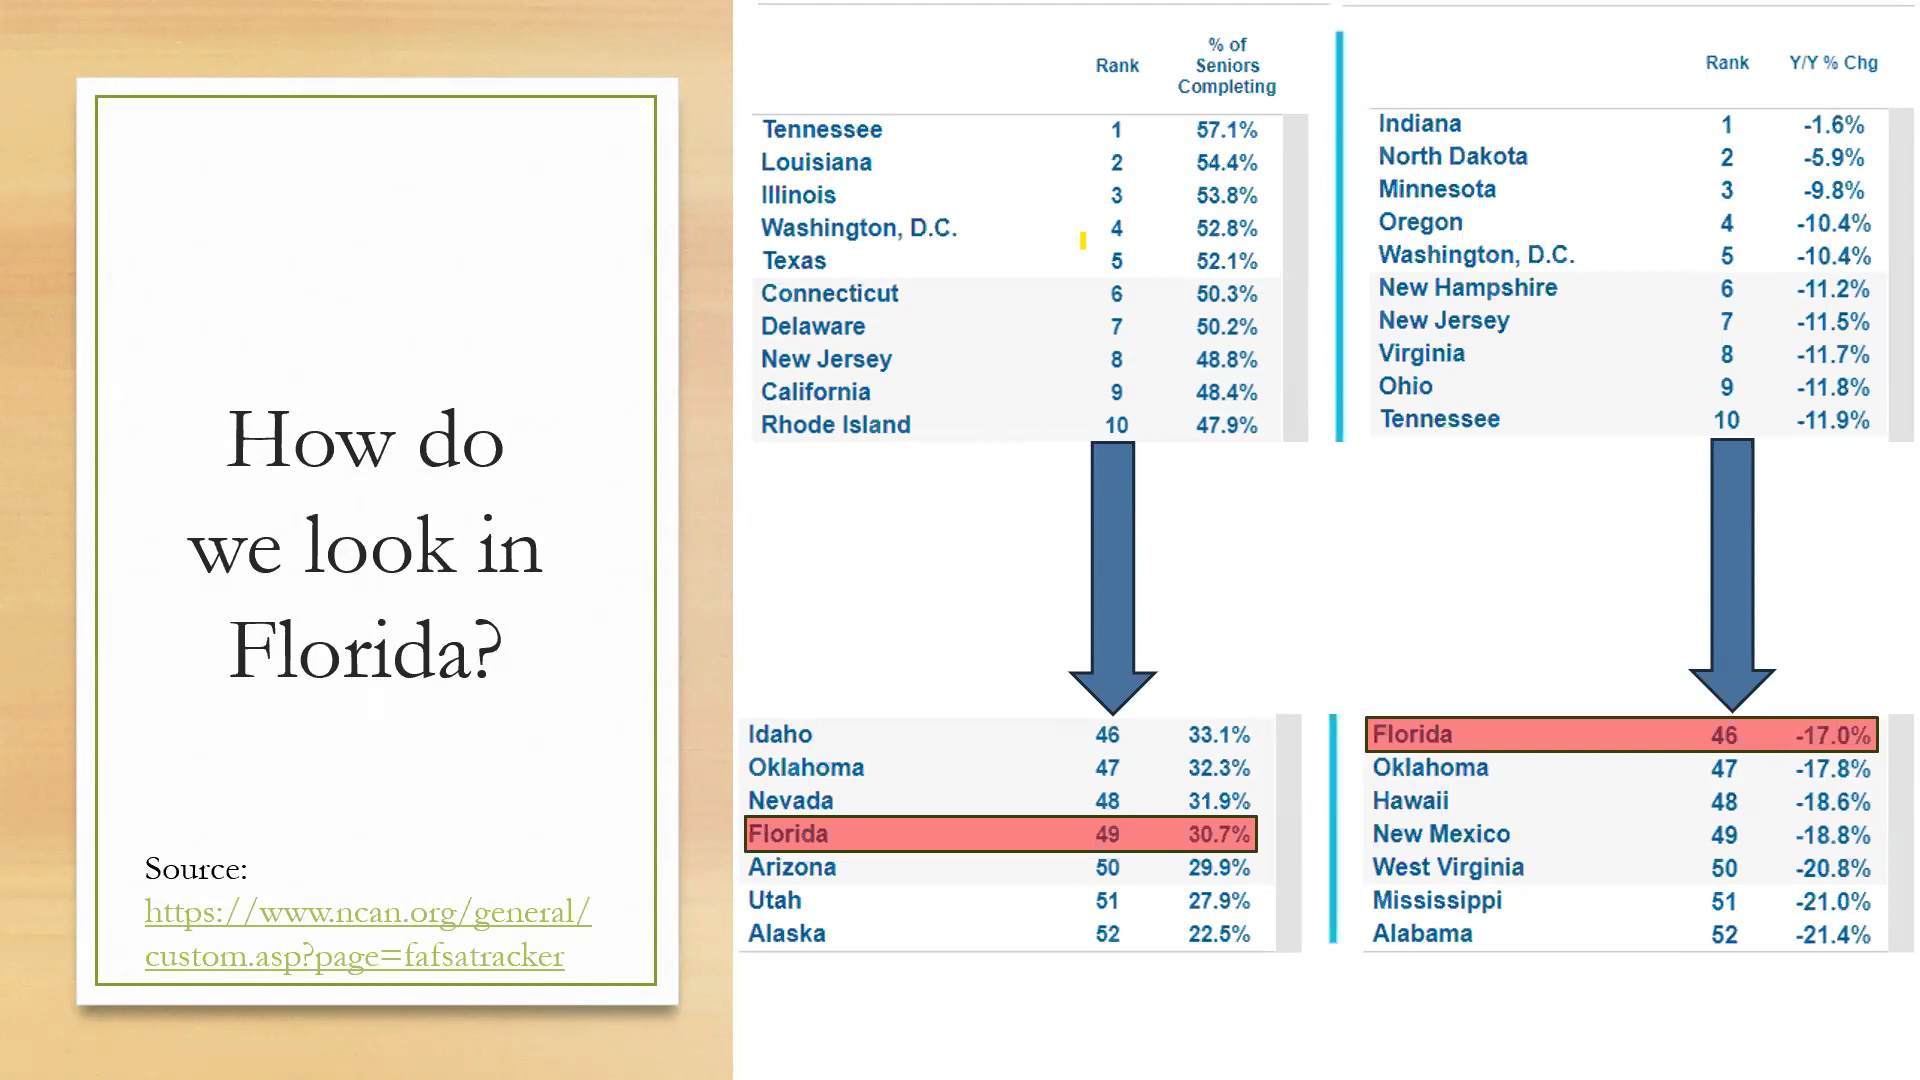 How do
we look in
Florida?
Source:
https://www.ncan.org/general/
custom.asp?page=fafsatracker
Rank % of Seniors Completing
Tennessee 1 57.1%
Louisiana 2 54.4%
Illinois 3 53.8%
Washington, D.C. 4 52.8%
Texas 5 52.1%
Connecticut 6 50.3%
Delaware 7 50.2%
New Jersey 8 48.8%
California 9 48.4%
Rhode Island 10 47.9%
Idaho 46 33.1%
Oklahoma 47 32.3%
Nevada 48 31.9%
Florida 49 30.7%
Arizona 50 29.9%
Utah 51 27.9%
Alaska 52 22.5%
Rank Y/Y % Chg
Indiana 1 -1.6%
North Dakota 2 -5.9%
Minnesota 3 -9.8%
Oregon 4 -10.4%
Washington, D.C. 5 -10.4%
New Hampshire 6 -11.2%
New Jersey 7 -11.5%
Virginia 8 -11.7%
Ohio 9 -11.8%
Tennessee 10 -11.9%
Florida 46 -17.0%
Oklahoma 47 -17.8%
Hawaii 48 -18.6%
New Mexico 49 -18.8%
West Virginia 50 -20.8%
Mississippi 51 -21.0%
Alabama 52 -21.4%